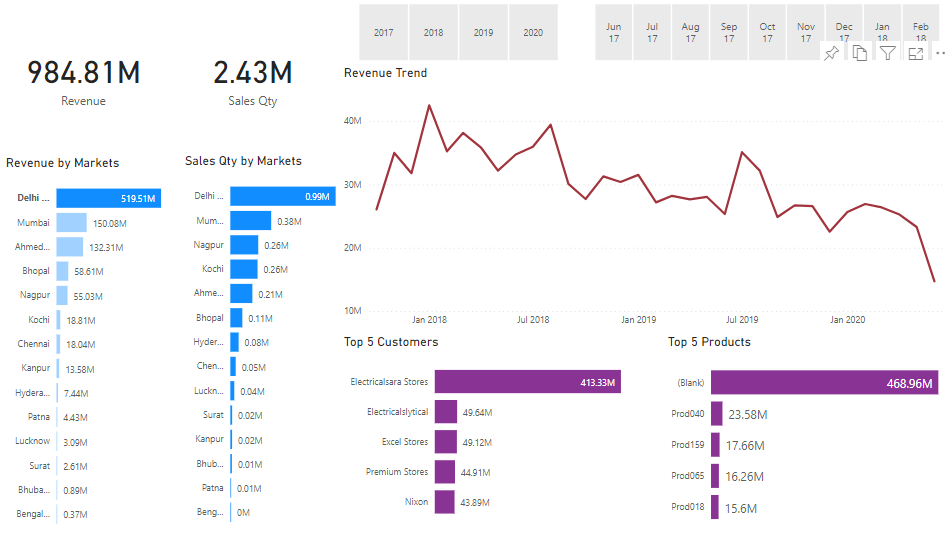 2017 2018 2019 2020
Jun 17 Jul 17 Aug 17 Sep 17 Oct 17 Nov 17 Dec 17 Jan 18 Feb 18
984.81M
Revenue
2.43M
Sales Qty
Revenue by Markets
Delhi ... 519.51M
Mumbai 150.08M
Ahmed... 132.31M
Bhopal 58.61M
Nagpur 55.03M
Kochi 18.81M
Chennai 18.04M
Kanpur 13.58M
Hydera... 7.44M
Patna 4.43M
Lucknow 3.09M
Surat 2.61M
Bhuba... 0.89M
Bengal... 0.37M
Sales Qty by Markets
Delhi ... 0.99M
Mum... 0.38M
Nagpur 0.26M
Kochi 0.26M
Ahme... 0.21M
Bhopal 0.11M
Hyder... 0.08M
Chen... 0.05M
Luckn... 0.04M
Surat 0.02M
Kanpur 0.02M
Bhub... 0.01M
Patna 0.01M
Beng... 0M
Revenue Trend
40M
30M
20M
10M
Jan 2018 Jul 2018 Jan 2019 Jul 2019 Jan 2020
Top 5 Customers
Electricalsara Stores 413.33M
Electricalslytical 49.64M
Excel Stores 49.12M
Premium Stores 44.91M
Nixon 43.89M
Top 5 Products
(Blank) 468.96M
Prod040 23.58M
Prod159 17.66M
Prod065 16.26M
Prod018 15.6M